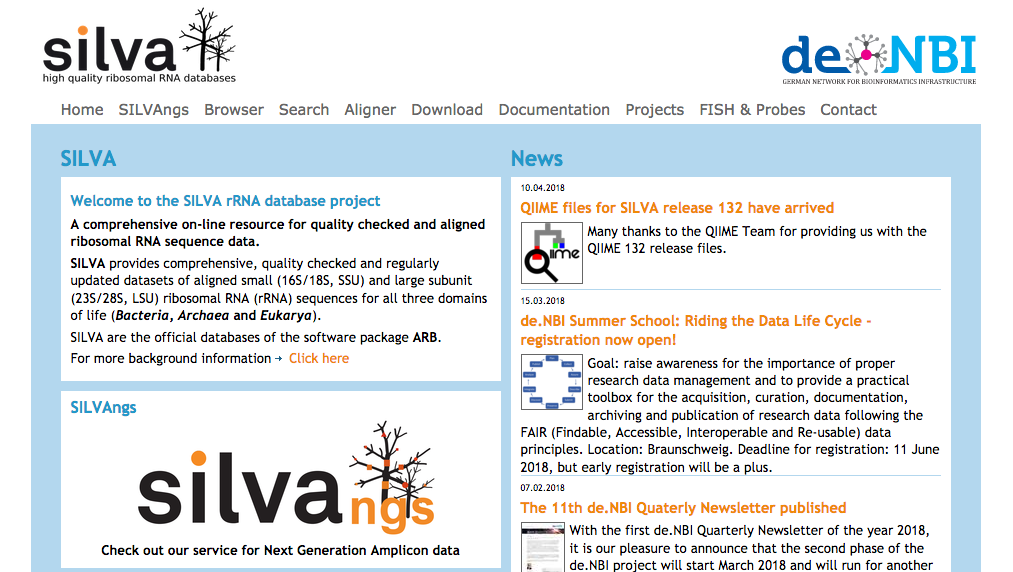 silva
high quality ribosomal RNA databases
de.NBI
GERMAN NETWORK FOR BIOINFORMATICS INFRASTRUCTURE
Home SILVAngs Browser Search Aligner Download Documentation Projects FISH & Probes Contact
SILVA
Welcome to the SILVA rRNA database project
A comprehensive on-line resource for quality checked and aligned
ribosomal RNA sequence data.
SILVA provides comprehensive, quality checked and regularly
updated datasets of aligned small (16S/18S, SSU) and large subunit
(23S/28S, LSU) ribosomal RNA (rRNA) sequences for all three domains
of life (Bacteria, Archaea and Eukarya).
SILVA are the official databases of the software package ARB.
For more background information → Click here
SILVAngs
silva
ngs
Check out our service for Next Generation Amplicon data
News
10.04.2018
QIIME files for SILVA release 132 have arrived
QIIME
Many thanks to the QIIME Team for providing us with the
QIIME 132 release files.
15.03.2018
de.NBI Summer School: Riding the Data Life Cycle -
registration now open!
Goal: raise awareness for the importance of proper
research data management and to provide a practical
toolbox for the acquisition, curation, documentation,
archiving and publication of research data following the
FAIR (Findable, Accessible, Interoperable and Re-usable) data
principles. Location: Braunschweig. Deadline for registration: 11 June
2018, but early registration will be a plus.
07.02.2018
The 11th de.NBI Quaterly Newsletter published
With the first de.NBI Quarterly Newsletter of the year 2018,
it is our pleasure to announce that the second phase of the
de.NBI project will start March 2018 and will run for another